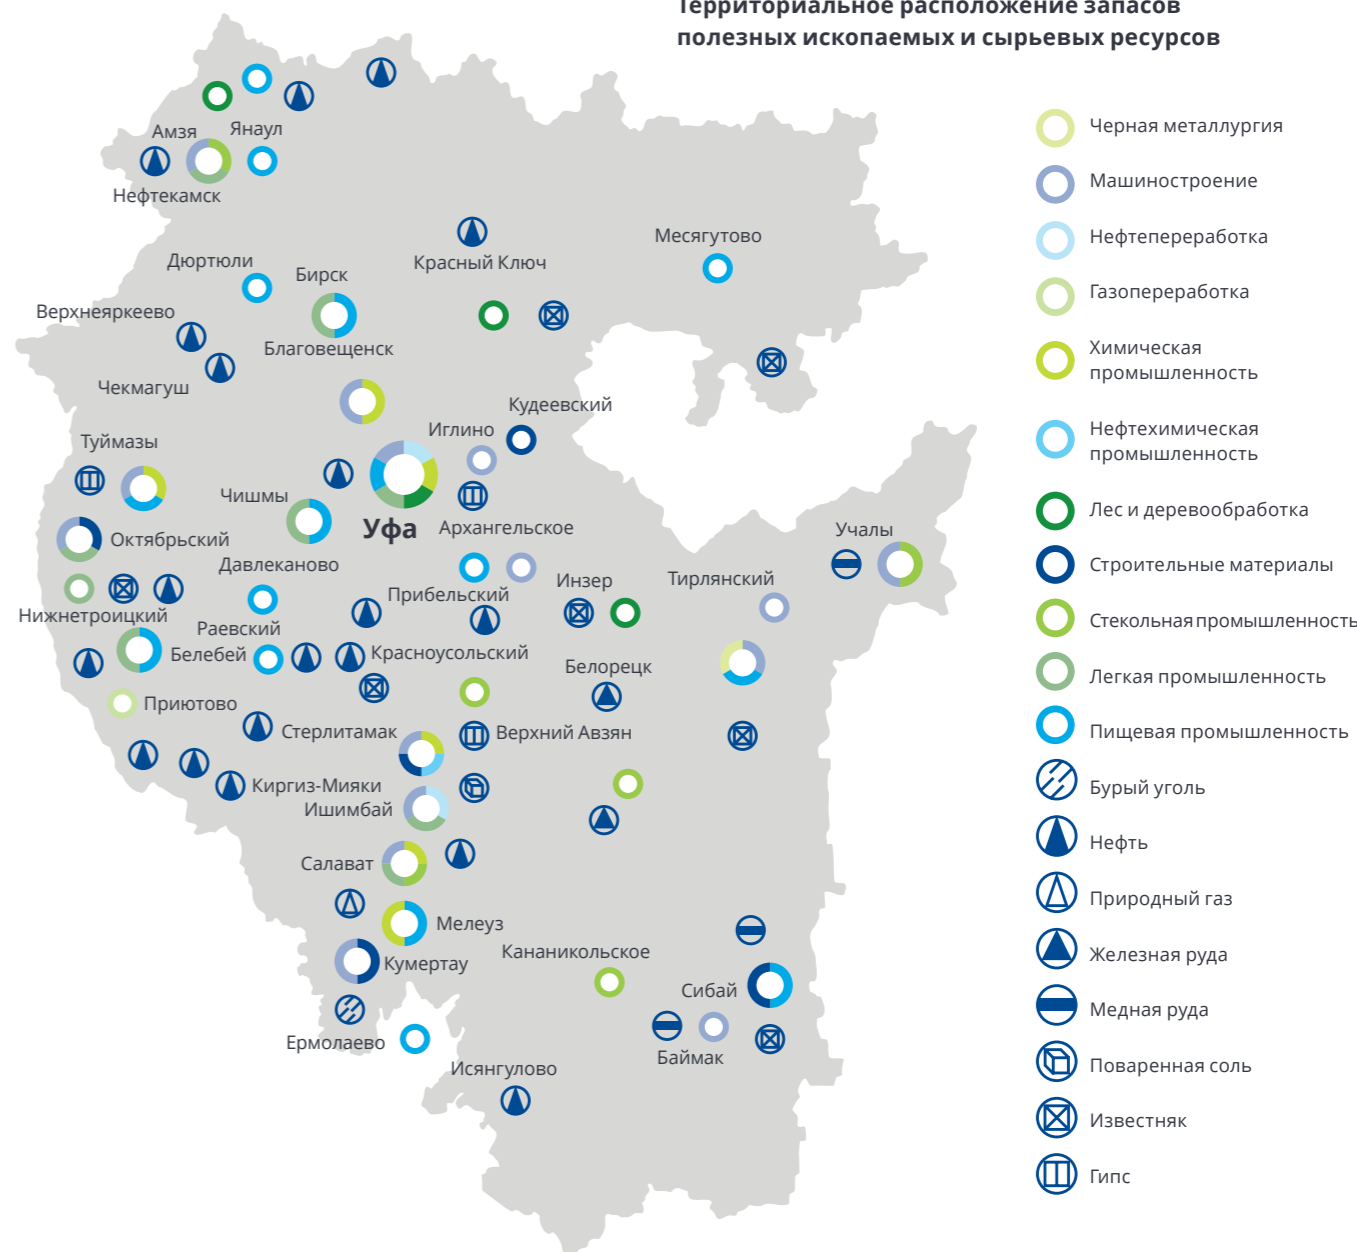 Территориальное расположение запасов
полезных ископаемых и сырьевых ресурсов
Амзя
Янаул
Нефтекамск
Дюртюли
Бирск
Красный Ключ
Месягутово
Верхнеяркеево
Благовещенск
Чекмагуш
Кудеевский
Иглино
Туймазы
Чишмы
Уфа
Архангельское
Учалы
Октябрьский
Давлеканово
Инзер
Тирлянский
Прибельский
Нижнетроицкий
Раевский
Белебей
Красноусольский
Белорецк
Приютово
Стерлитамак
Верхний Авзян
Киргиз-Мияки
Ишимбай
Салават
Мелеуз
Кумертау
Кананикольское
Сибай
Ермолаево
Баймак
Исянгулово
Черная металлургия
Машиностроение
Нефтепереработка
Газопереработка
Химическая
промышленность
Нефтехимическая
промышленность
Лес и деревообработка
Строительные материалы
Стекольная промышленность
Легкая промышленность
Пищевая промышленность
Бурый уголь
Нефть
Природный газ
Железная руда
Медная руда
Поваренная соль
Известняк
Гипс